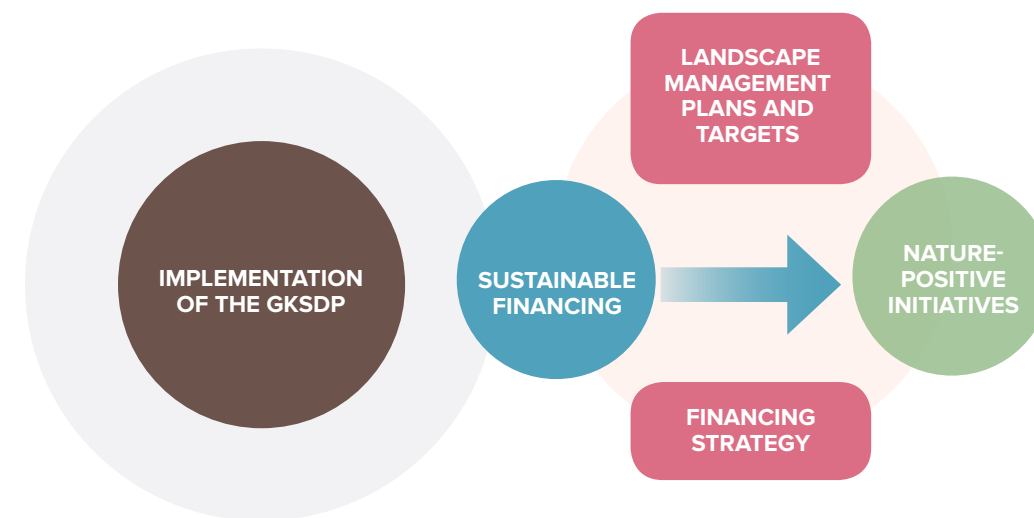 IMPLEMENTATION
OF THE GKSDP
SUSTAINABLE
FINANCING
LANDSCAPE
MANAGEMENT
PLANS AND
TARGETS
FINANCING
STRATEGY
NATURE-
POSITIVE
INITIATIVES